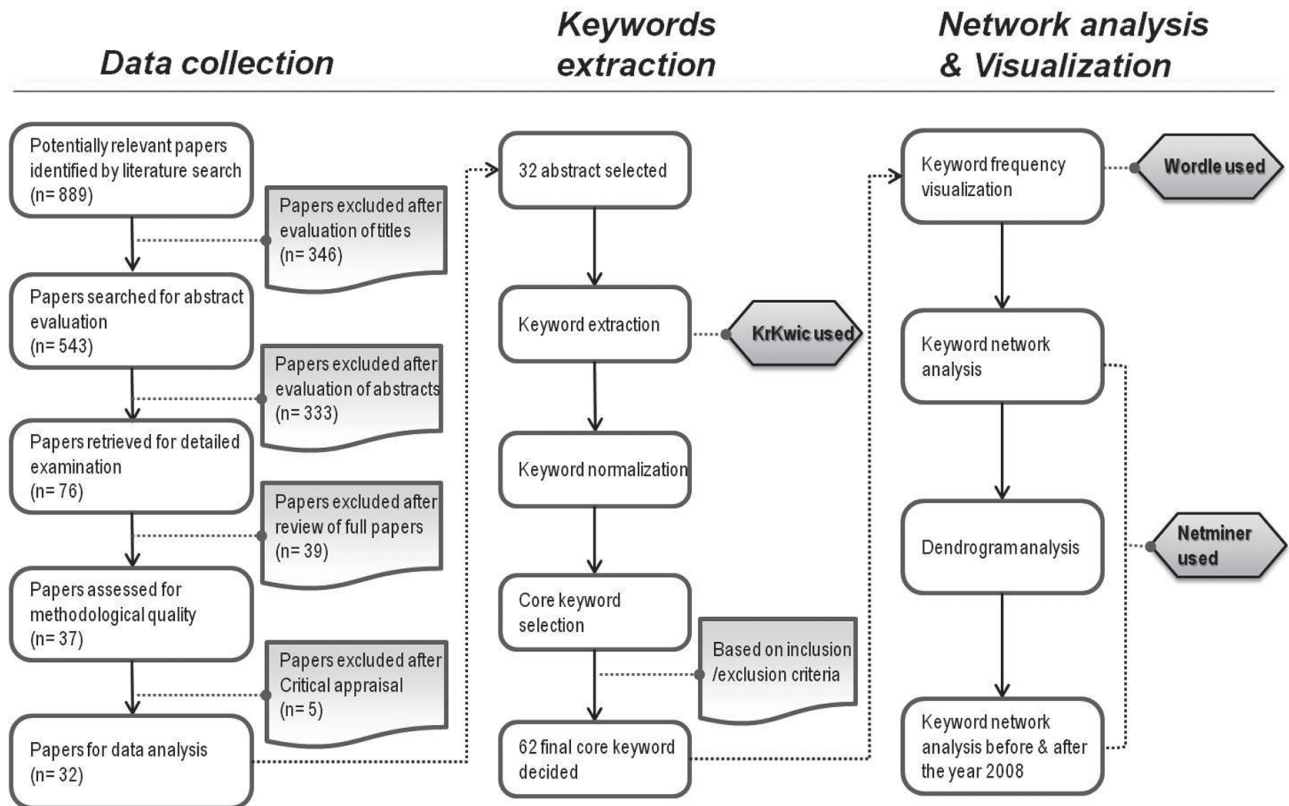 Data collection
Keywords
extraction
Network analysis
& Visualization
Potentially relevant papers
identified by literature search
(n= 889)
Papers excluded after
evaluation of titles
(n= 346)
Papers searched for abstract
evaluation
(n= 543)
Papers excluded after
evaluation of abstracts
(n= 333)
Papers retrieved for detailed
examination
(n= 76)
Papers excluded after
review of full papers
(n= 39)
Papers assessed for
methodological quality
(n= 37)
Papers excluded after
Critical appraisal
(n= 5)
Papers for data analysis
(n= 32)
32 abstract selected
Keyword extraction
KrKwic used
Keyword normalization
Core keyword
selection
Based on inclusion
/exclusion criteria
62 final core keyword
decided
Keyword frequency
visualization
Wordle used
Keyword network
analysis
Dendrogram analysis
Netminer
used
Keyword network
analysis before & after
the year 2008